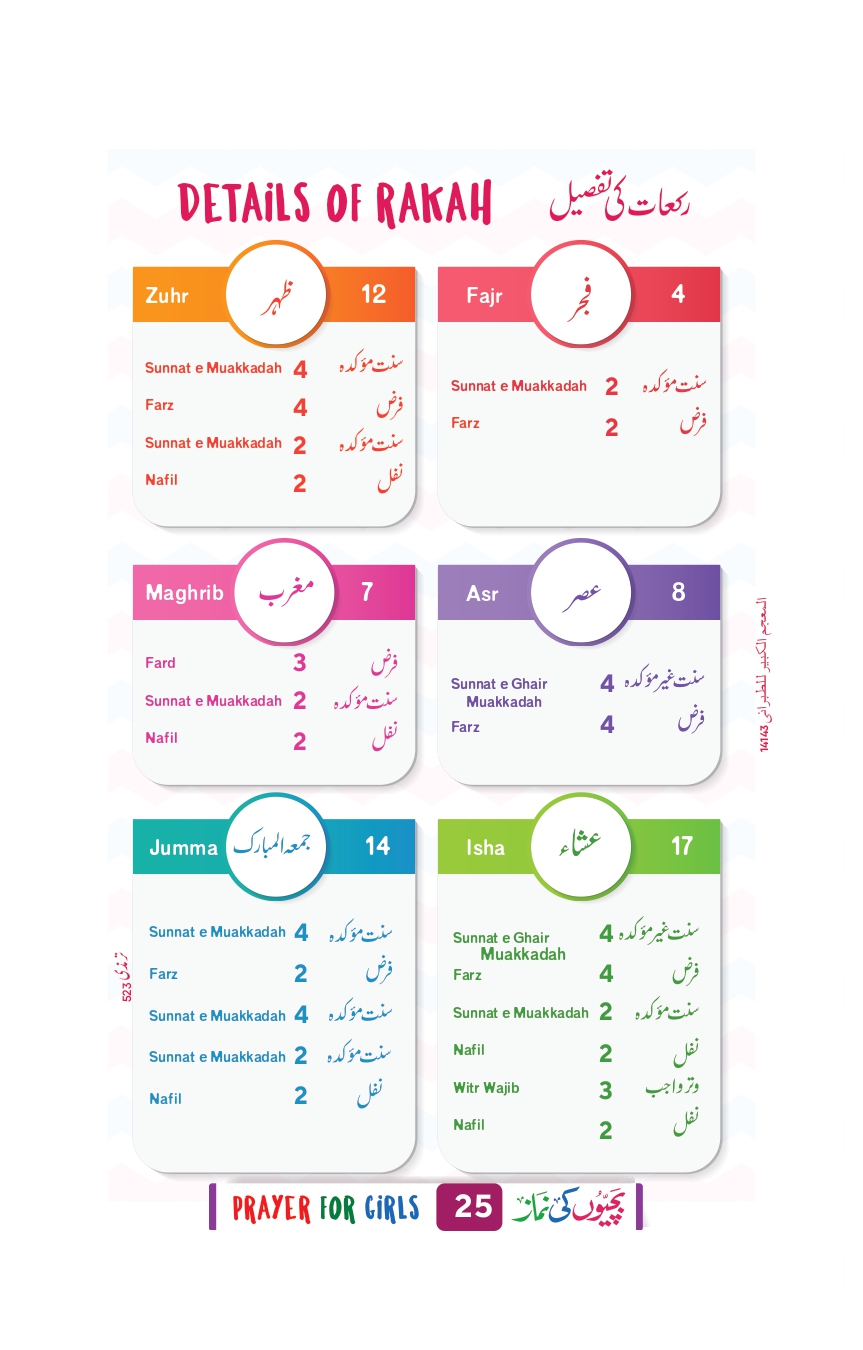 DETAILS OF RAKAH رکعات کی تفصیل
Zuhr ظہر 12
Sunnat e Muakkadah 4 سنت مؤکدہ
Farz 4 فرض
Sunnat e Muakkadah 2 سنت مؤکدہ
Nafil 2 نفل
Fajr فجر 4
Sunnat e Muakkadah 2 سنت مؤکدہ
Farz 2 فرض
Maghrib مغرب 7
Fard 3 فرض
Sunnat e Muakkadah 2 سنت مؤکدہ
Nafil 2 نفل
Asr عصر 8
Sunnat e Ghair 4 سنت غیر مؤکدہ
Muakkadah
Farz 4 فرض
المعجم الکبیر للطبرانی 14143
Jumma جمعہ المبارک 14
Sunnat e Muakkadah 4 سنت مؤکدہ
Farz 2 فرض
Sunnat e Muakkadah 4 سنت مؤکدہ
Sunnat e Muakkadah 2 سنت مؤکدہ
Nafil 2 نفل
ترمذی 523
Isha عشاء 17
Sunnat e Ghair 4 سنت غیر مؤکدہ
Muakkadah
Farz 4 فرض
Sunnat e Muakkadah 2 سنت مؤکدہ
Nafil 2 نفل
Witr Wajib 3 وتر واجب
Nafil 2 نفل
PRAYER FOR GIRLS 25 بچیّوں کی نماز